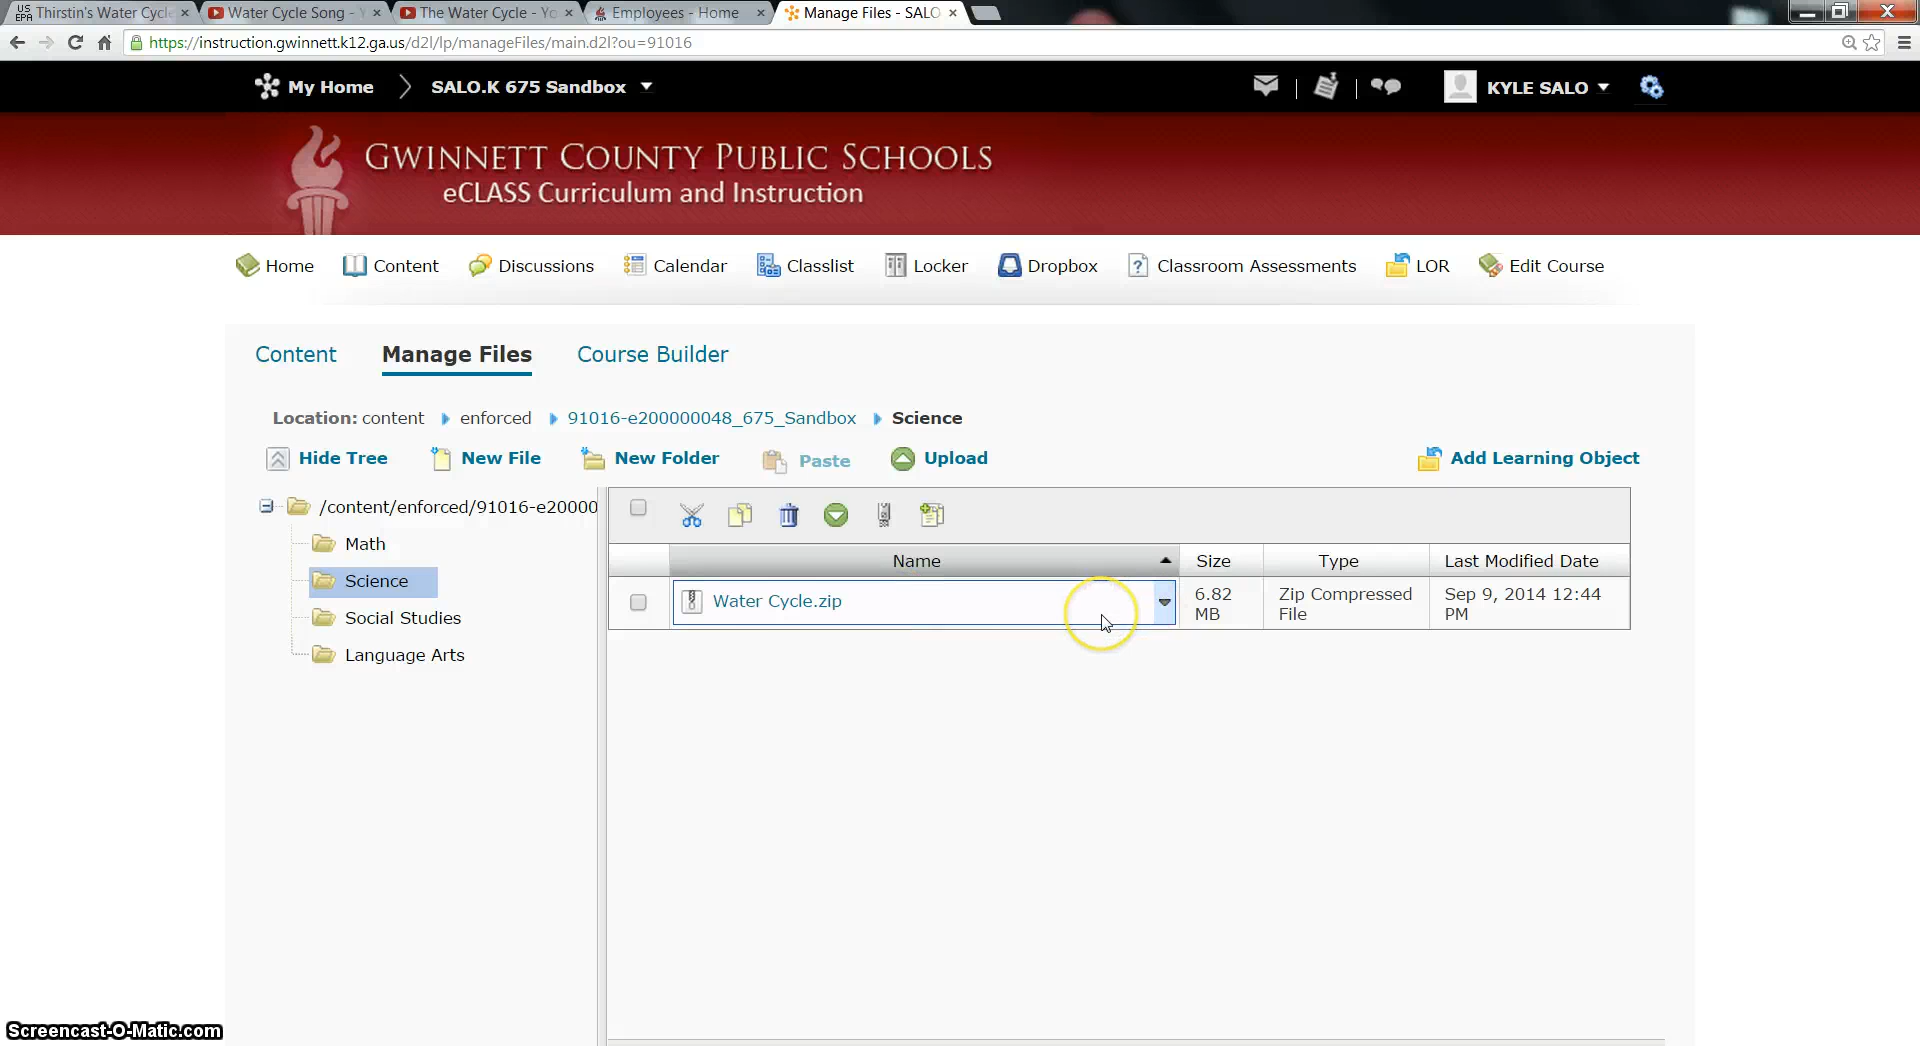 US EPA Thirstin's Water Cycle × Water Cycle Song - Y × The Water Cycle - Yo × Employees - Home × Manage Files - SALO ×
https://instruction.gwinnett.k12.ga.us/d2l/lp/manageFiles/main.d2l?ou=91016
My Home SALO.K 675 Sandbox KYLE SALO
GWINNETT COUNTY PUBLIC SCHOOLS
eCLASS Curriculum and Instruction
Home Content Discussions Calendar Classlist Locker Dropbox Classroom Assessments LOR Edit Course
Content Manage Files Course Builder
Location: content enforced 91016-e200000048_675_Sandbox Science
Hide Tree New File New Folder Paste Upload Add Learning Object
/content/enforced/91016-e20000
Math
Science
Social Studies
Language Arts
Name Size Type Last Modified Date
Water Cycle.zip 6.82 MB Zip Compressed File Sep 9, 2014 12:44 PM
Screencast-O-Matic.com